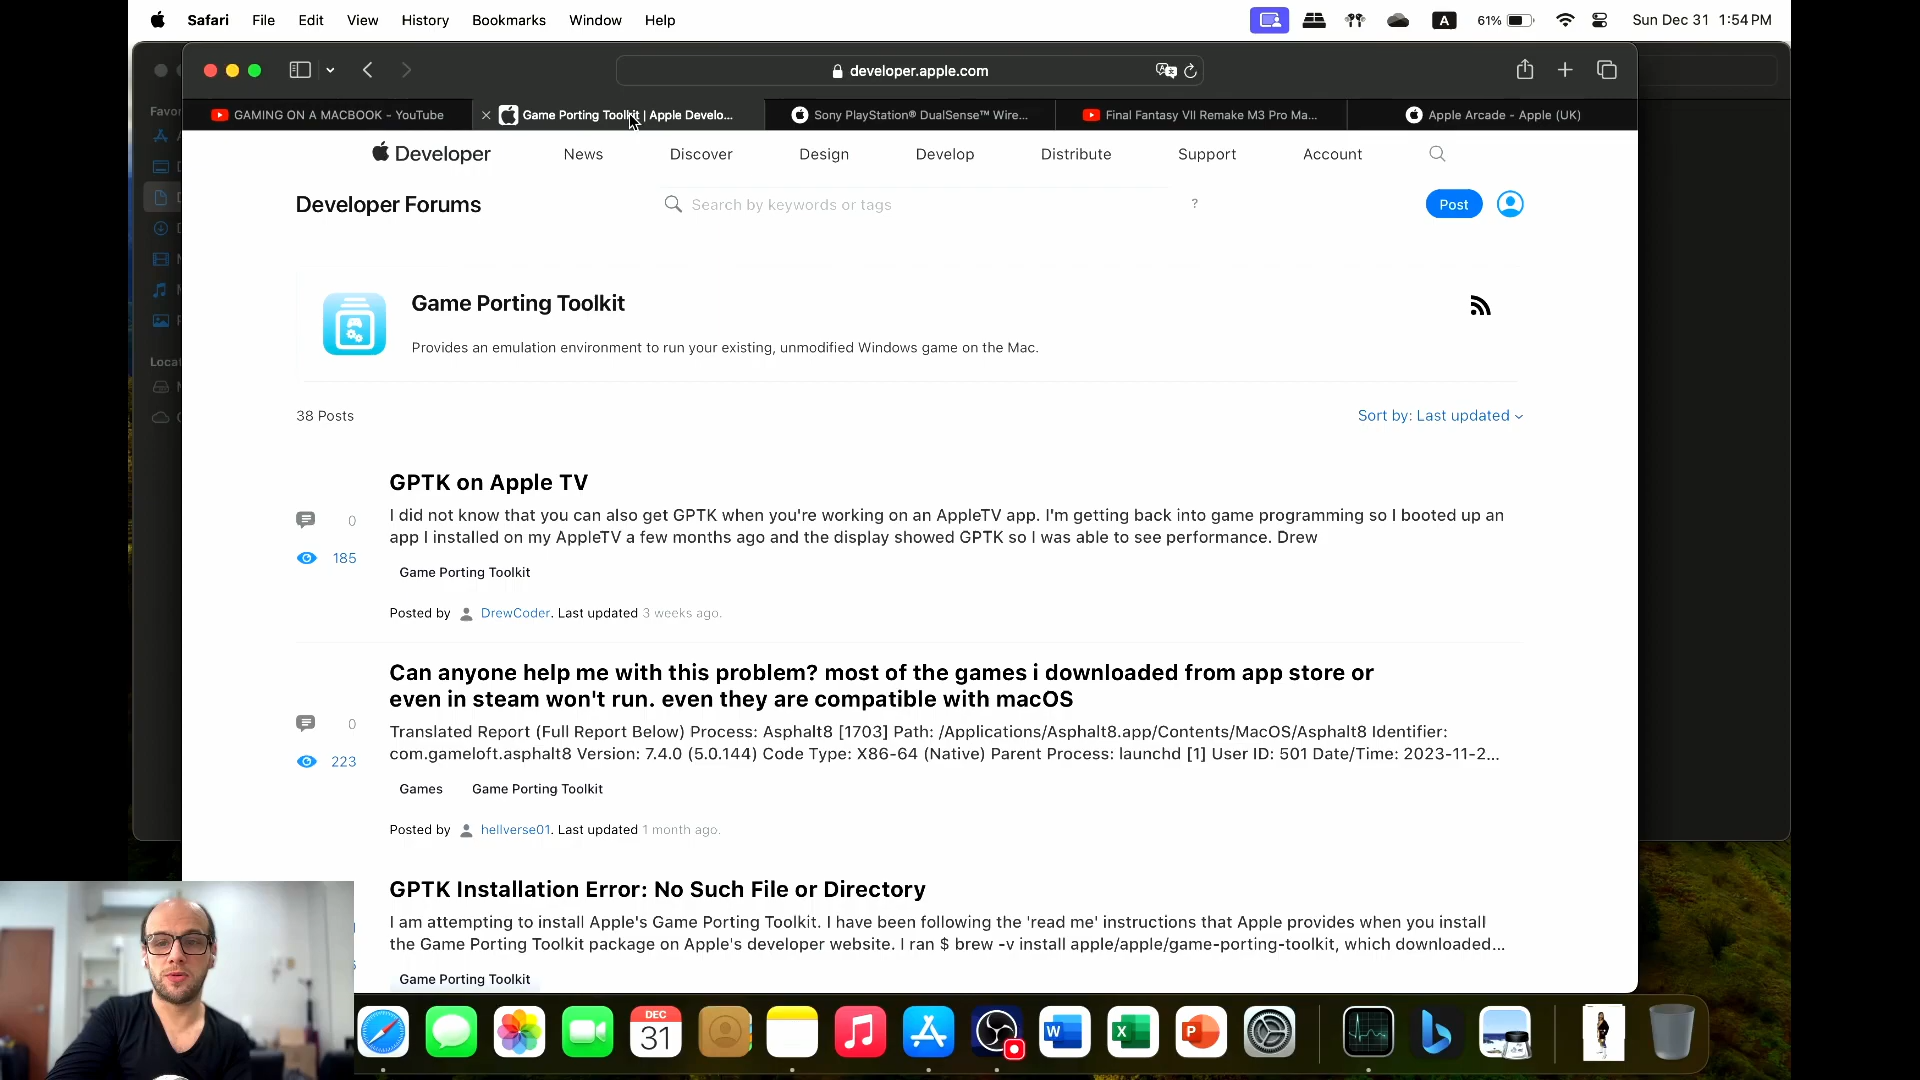 Safari File Edit View History Bookmarks Window Help
A 61% Sun Dec 31 1:54 PM
developer.apple.com
GAMING ON A MACBOOK - YouTube
Game Porting Toolkit | Apple Develo...
Sony PlayStation® DualSense™ Wire...
Final Fantasy VII Remake M3 Pro Ma...
Apple Arcade - Apple (UK)
Favor
Locat
Developer News Discover Design Develop Distribute Support Account
Developer Forums
Search by keywords or tags
?
Post
Game Porting Toolkit
Provides an emulation environment to run your existing, unmodified Windows game on the Mac.
38 Posts
Sort by: Last updated
GPTK on Apple TV
0
185
I did not know that you can also get GPTK when you're working on an AppleTV app. I'm getting back into game programming so I booted up an
app I installed on my AppleTV a few months ago and the display showed GPTK so I was able to see performance. Drew
Game Porting Toolkit
Posted by DrewCoder. Last updated 3 weeks ago.
Can anyone help me with this problem? most of the games i downloaded from app store or
even in steam won't run. even they are compatible with macOS
0
223
Translated Report (Full Report Below) Process: Asphalt8 [1703] Path: /Applications/Asphalt8.app/Contents/MacOS/Asphalt8 Identifier:
com.gameloft.asphalt8 Version: 7.4.0 (5.0.144) Code Type: X86-64 (Native) Parent Process: launchd [1] User ID: 501 Date/Time: 2023-11-2...
Games Game Porting Toolkit
Posted by hellverse01. Last updated 1 month ago.
GPTK Installation Error: No Such File or Directory
I am attempting to install Apple's Game Porting Toolkit. I have been following the 'read me' instructions that Apple provides when you install
the Game Porting Toolkit package on Apple's developer website. I ran $ brew -v install apple/apple/game-porting-toolkit, which downloaded...
Game Porting Toolkit
DEC
31
W
X
P